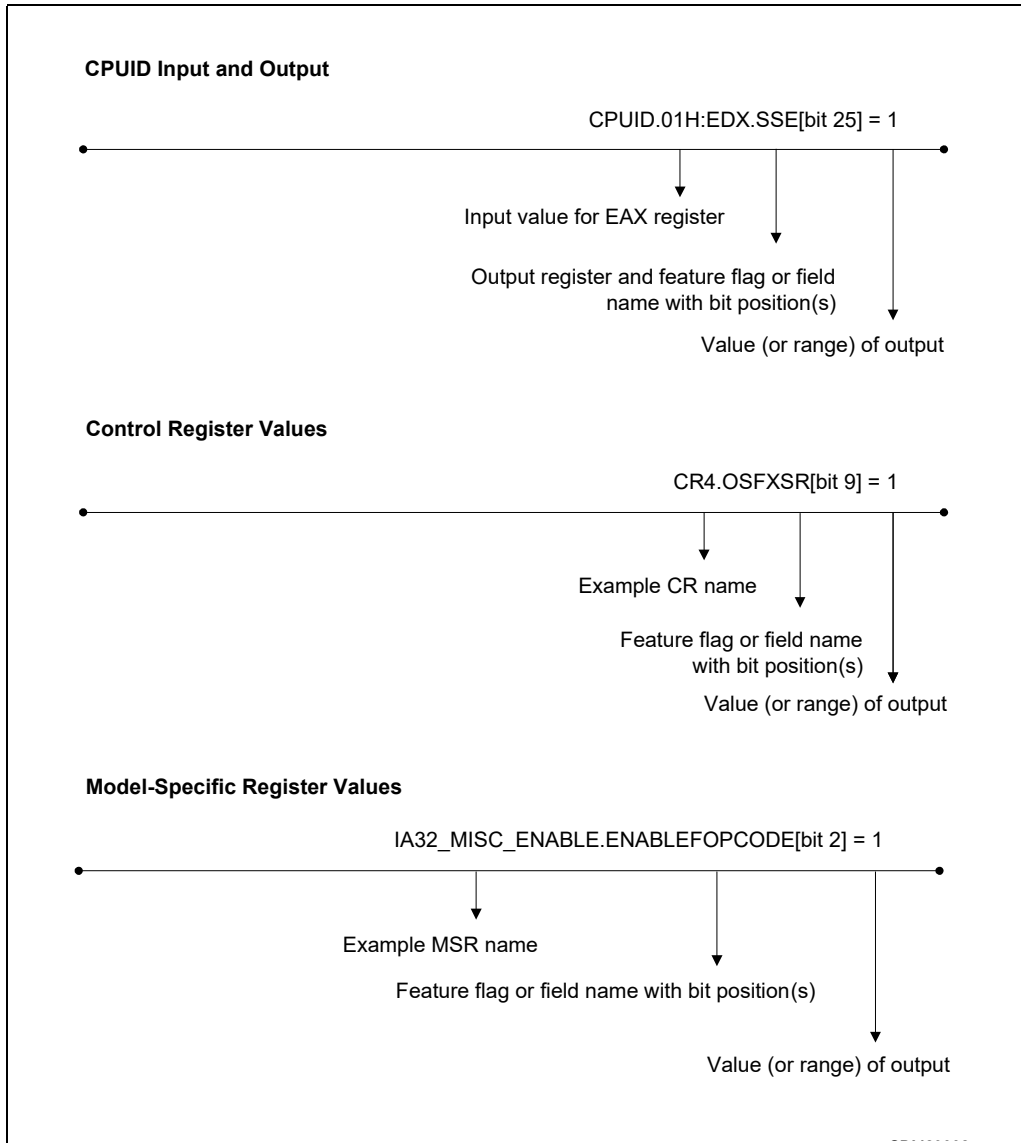 CPUID Input and Output
CPUID.01H:EDX.SSE[bit 25] = 1
Input value for EAX register
Output register and feature flag or field
name with bit position(s)
Value (or range) of output
Control Register Values
CR4.OSFXSR[bit 9] = 1
Example CR name
Feature flag or field name
with bit position(s)
Value (or range) of output
Model-Specific Register Values
IA32_MISC_ENABLE.ENABLEFOPCODE[bit 2] = 1
Example MSR name
Feature flag or field name with bit position(s)
Value (or range) of output